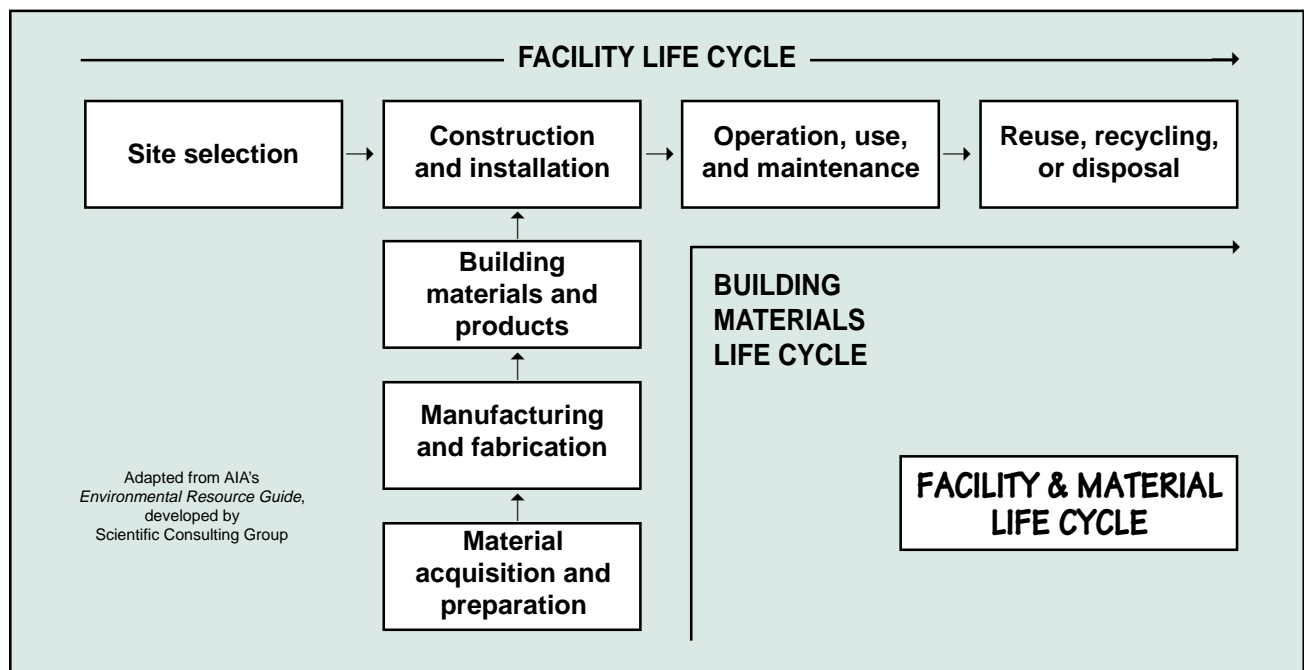 FACILITY LIFE CYCLE
Site selection
Construction
and installation
Operation, use,
and maintenance
Reuse, recycling,
or disposal
Building
materials and
products
BUILDING
MATERIALS
LIFE CYCLE
Manufacturing
and fabrication
Adapted from AIA's
Environmental Resource Guide,
developed by
Scientific Consulting Group
FACILITY & MATERIAL
LIFE CYCLE
Material
acquisition and
preparation